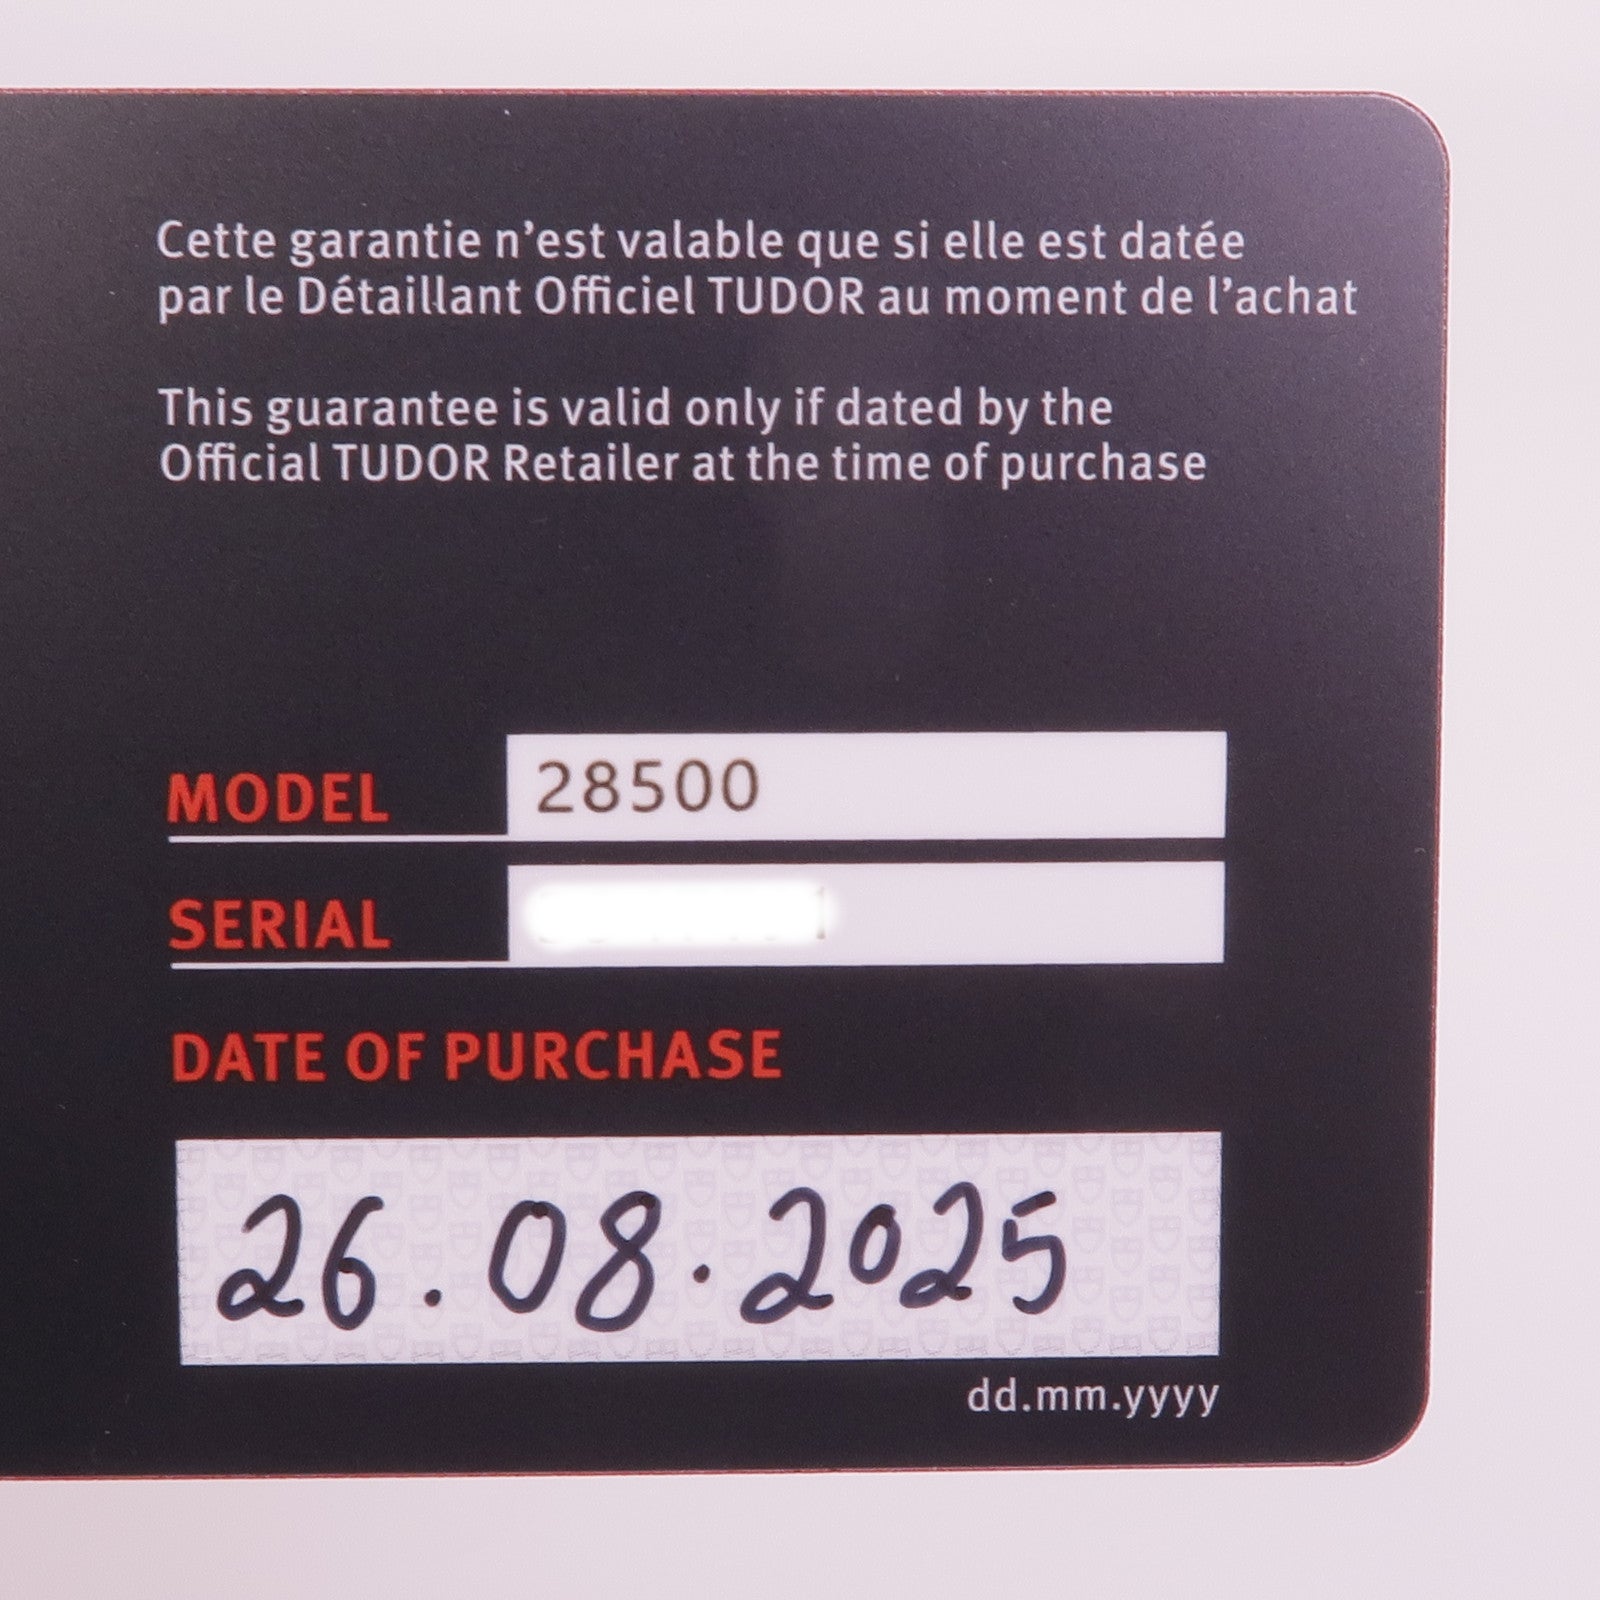 Cette garantie n’est valable que si elle est datée
par le Détaillant Officiel TUDOR au moment de l’achat
This guarantee is valid only if dated by the
Official TUDOR Retailer at the time of purchase
MODEL 28500
SERIAL
DATE OF PURCHASE
26.08.2025
dd.mm.yyyy